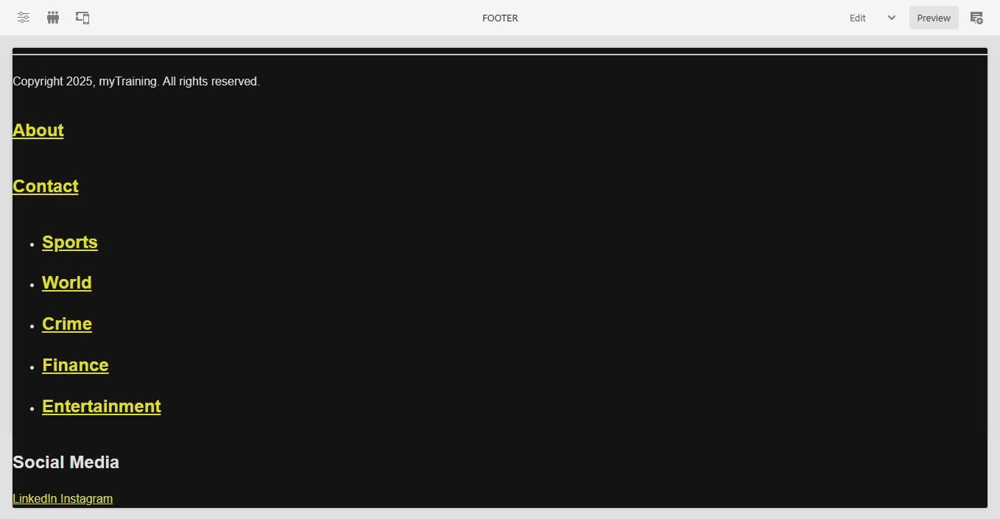 FOOTER
Edit
Preview
Copyright 2025, myTraining. All rights reserved.
About
Contact
Sports
World
Crime
Finance
Entertainment
Social Media
LinkedIn Instagram